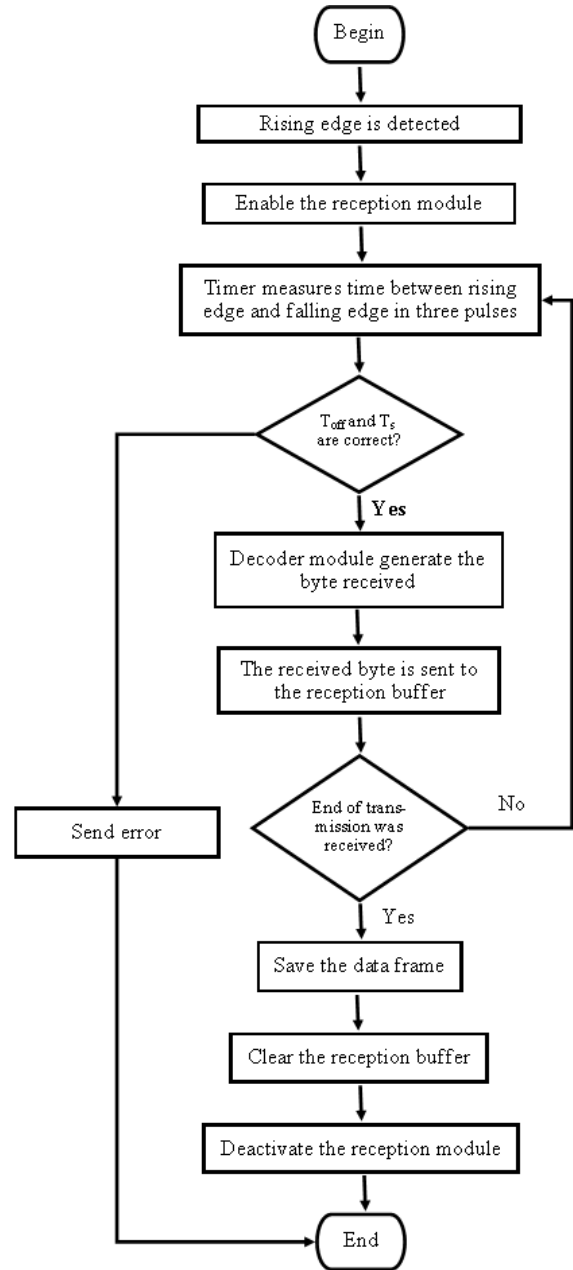 Begin
Rising edge is detected
Enable the reception module
Timer measures time between rising
edge and falling edge in three pulses
Toff and Ts
are correct?
Yes
Decoder module generate the
byte received
The received byte is sent to
the reception buffer
End of trans-
mission was
received?
No
Send error
Yes
Save the data frame
Clear the reception buffer
Deactivate the reception module
End